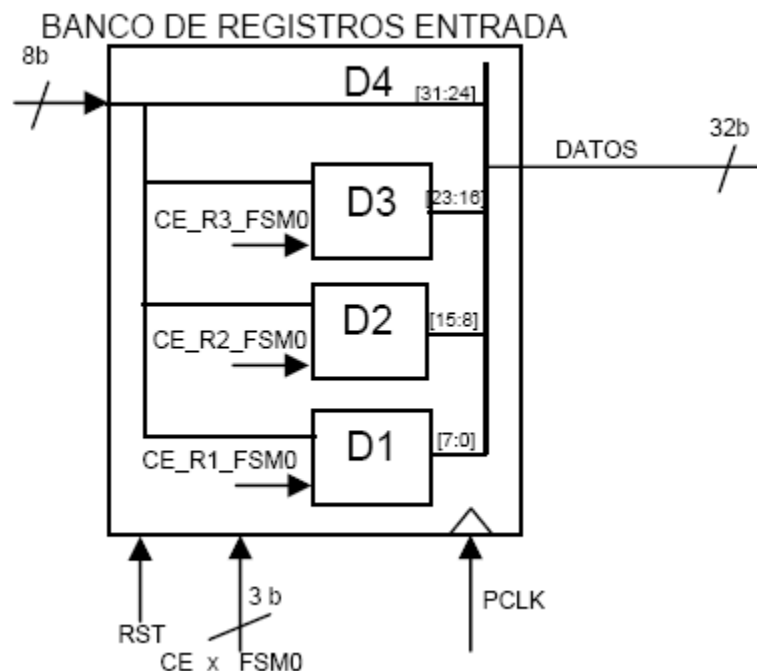 BANCO DE REGISTROS ENTRADA
8b
D4 [31:24]
32b
DATOS
D3
[23:16]
CE_R3_FSM0
D2
[15:8]
CE_R2_FSM0
D1
[7:0]
CE_R1_FSM0
3 b
PCLK
RST
CE_x_FSM0